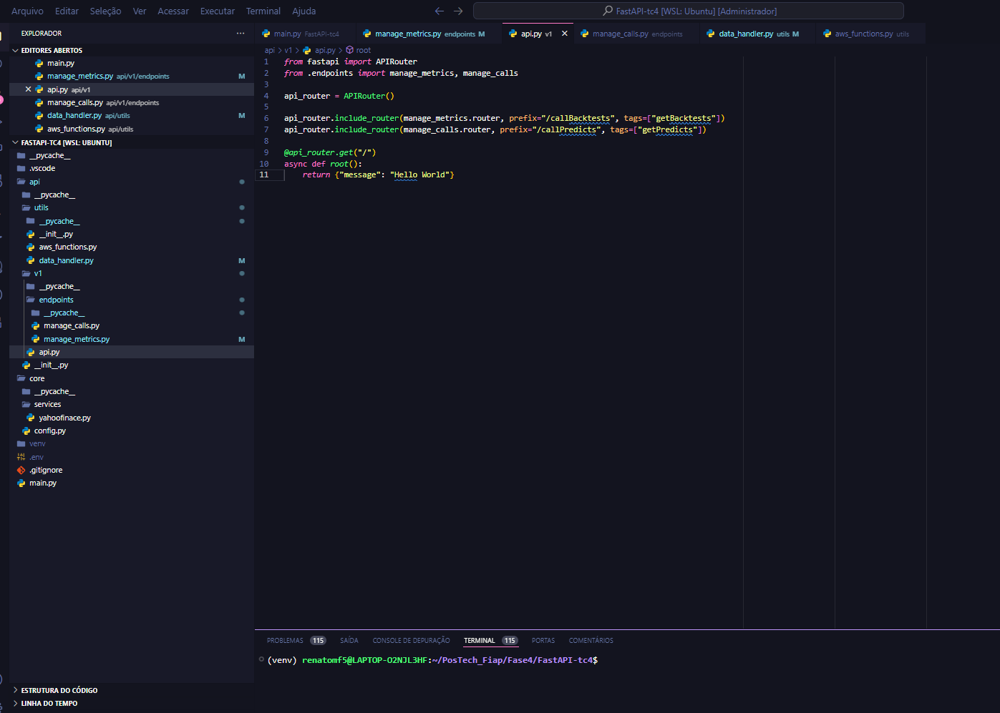 Arquivo Editar Seleção Ver Acessar Executar Terminal Ajuda
FastAPI-tc4 [WSL: Ubuntu] [Administrador]
EXPLORADOR ···
EDITORES ABERTOS
main.py
manage_metrics.py api/v1/endpoints M
api.py api/v1
manage_calls.py api/v1/endpoints
data_handler.py api/utils M
aws_functions.py api/utils
FASTAPI-TC4 [WSL: UBUNTU]
__pycache__
.vscode
api
__pycache__
utils
__pycache__
__init__.py
aws_functions.py
data_handler.py M
v1
__pycache__
endpoints
__pycache__
manage_calls.py
manage_metrics.py M
api.py
__init__.py
core
__pycache__
services
yahoofinace.py
config.py
venv
.env
.gitignore
main.py
ESTRUTURA DO CÓDIGO
LINHA DO TEMPO
main.py FastAPI-tc4
manage_metrics.py endpoints M
api.py v1
manage_calls.py endpoints
data_handler.py utils M
aws_functions.py utils
api > v1 > api.py > root
1 from fastapi import APIRouter
2 from .endpoints import manage_metrics, manage_calls
3
4 api_router = APIRouter()
5
6 api_router.include_router(manage_metrics.router, prefix="/callBacktests", tags=["getBacktests"])
7 api_router.include_router(manage_calls.router, prefix="/callPredicts", tags=["getPredicts"])
8
9 @api_router.get("/")
10 async def root():
11 return {"message": "Hello World"}
PROBLEMAS 115 SAÍDA CONSOLE DE DEPURAÇÃO TERMINAL 115 PORTAS COMENTÁRIOS
(venv) renatomf5@LAPTOP-O2NJL3HF:~/PosTech_Fiap/Fase4/FastAPI-tc4$